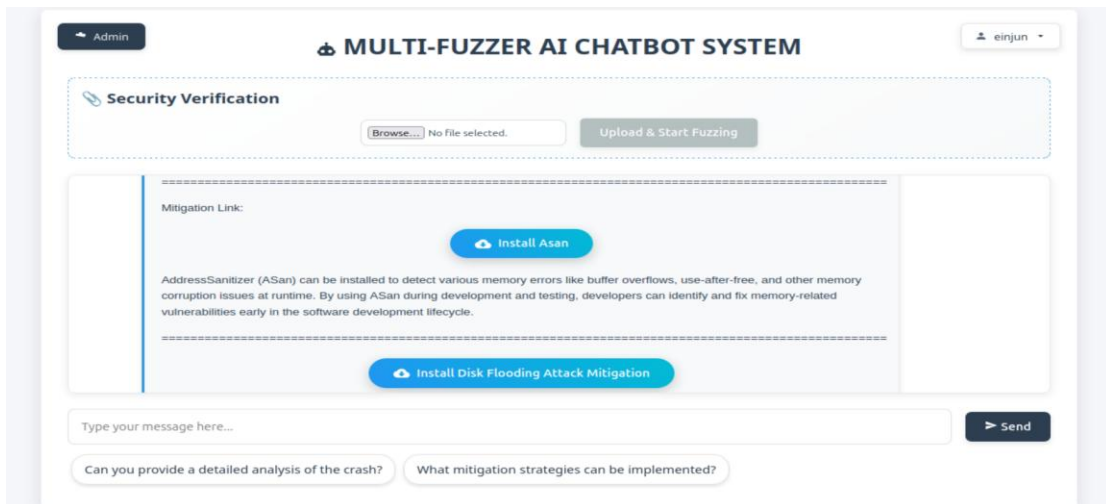 Admin
MULTI-FUZZER AI CHATBOT SYSTEM
einjun
Security Verification
Browse... No file selected.
Upload & Start Fuzzing
=====================================================================================================
Mitigation Link:
Install Asan
AddressSanitizer (ASan) can be installed to detect various memory errors like buffer overflows, use-after-free, and other memory
corruption issues at runtime. By using ASan during development and testing, developers can identify and fix memory-related
vulnerabilities early in the software development lifecycle.
=====================================================================================================
Install Disk Flooding Attack Mitigation
Type your message here...
Send
Can you provide a detailed analysis of the crash?
What mitigation strategies can be implemented?